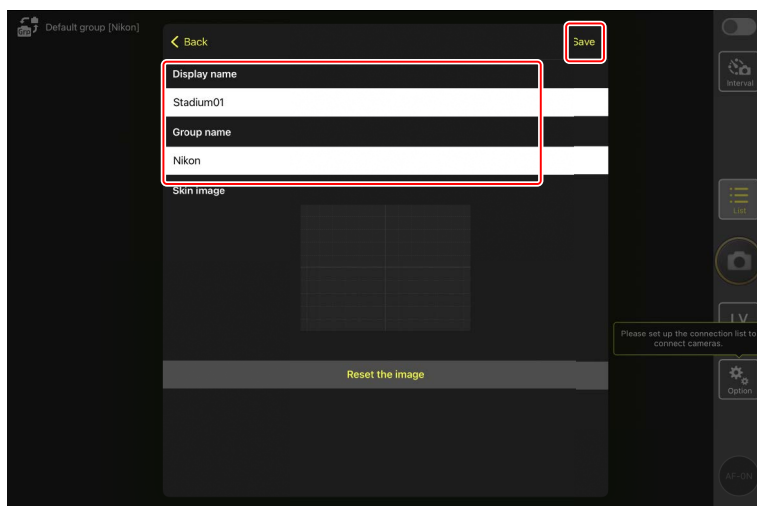 Grp
Default group [Nikon]
Back
Save
Display name
Interval
Stadium01
Group name
Nikon
Skin image
List
LV
Please set up the connection list to
connect cameras.
Reset the image
Option
AF-ON